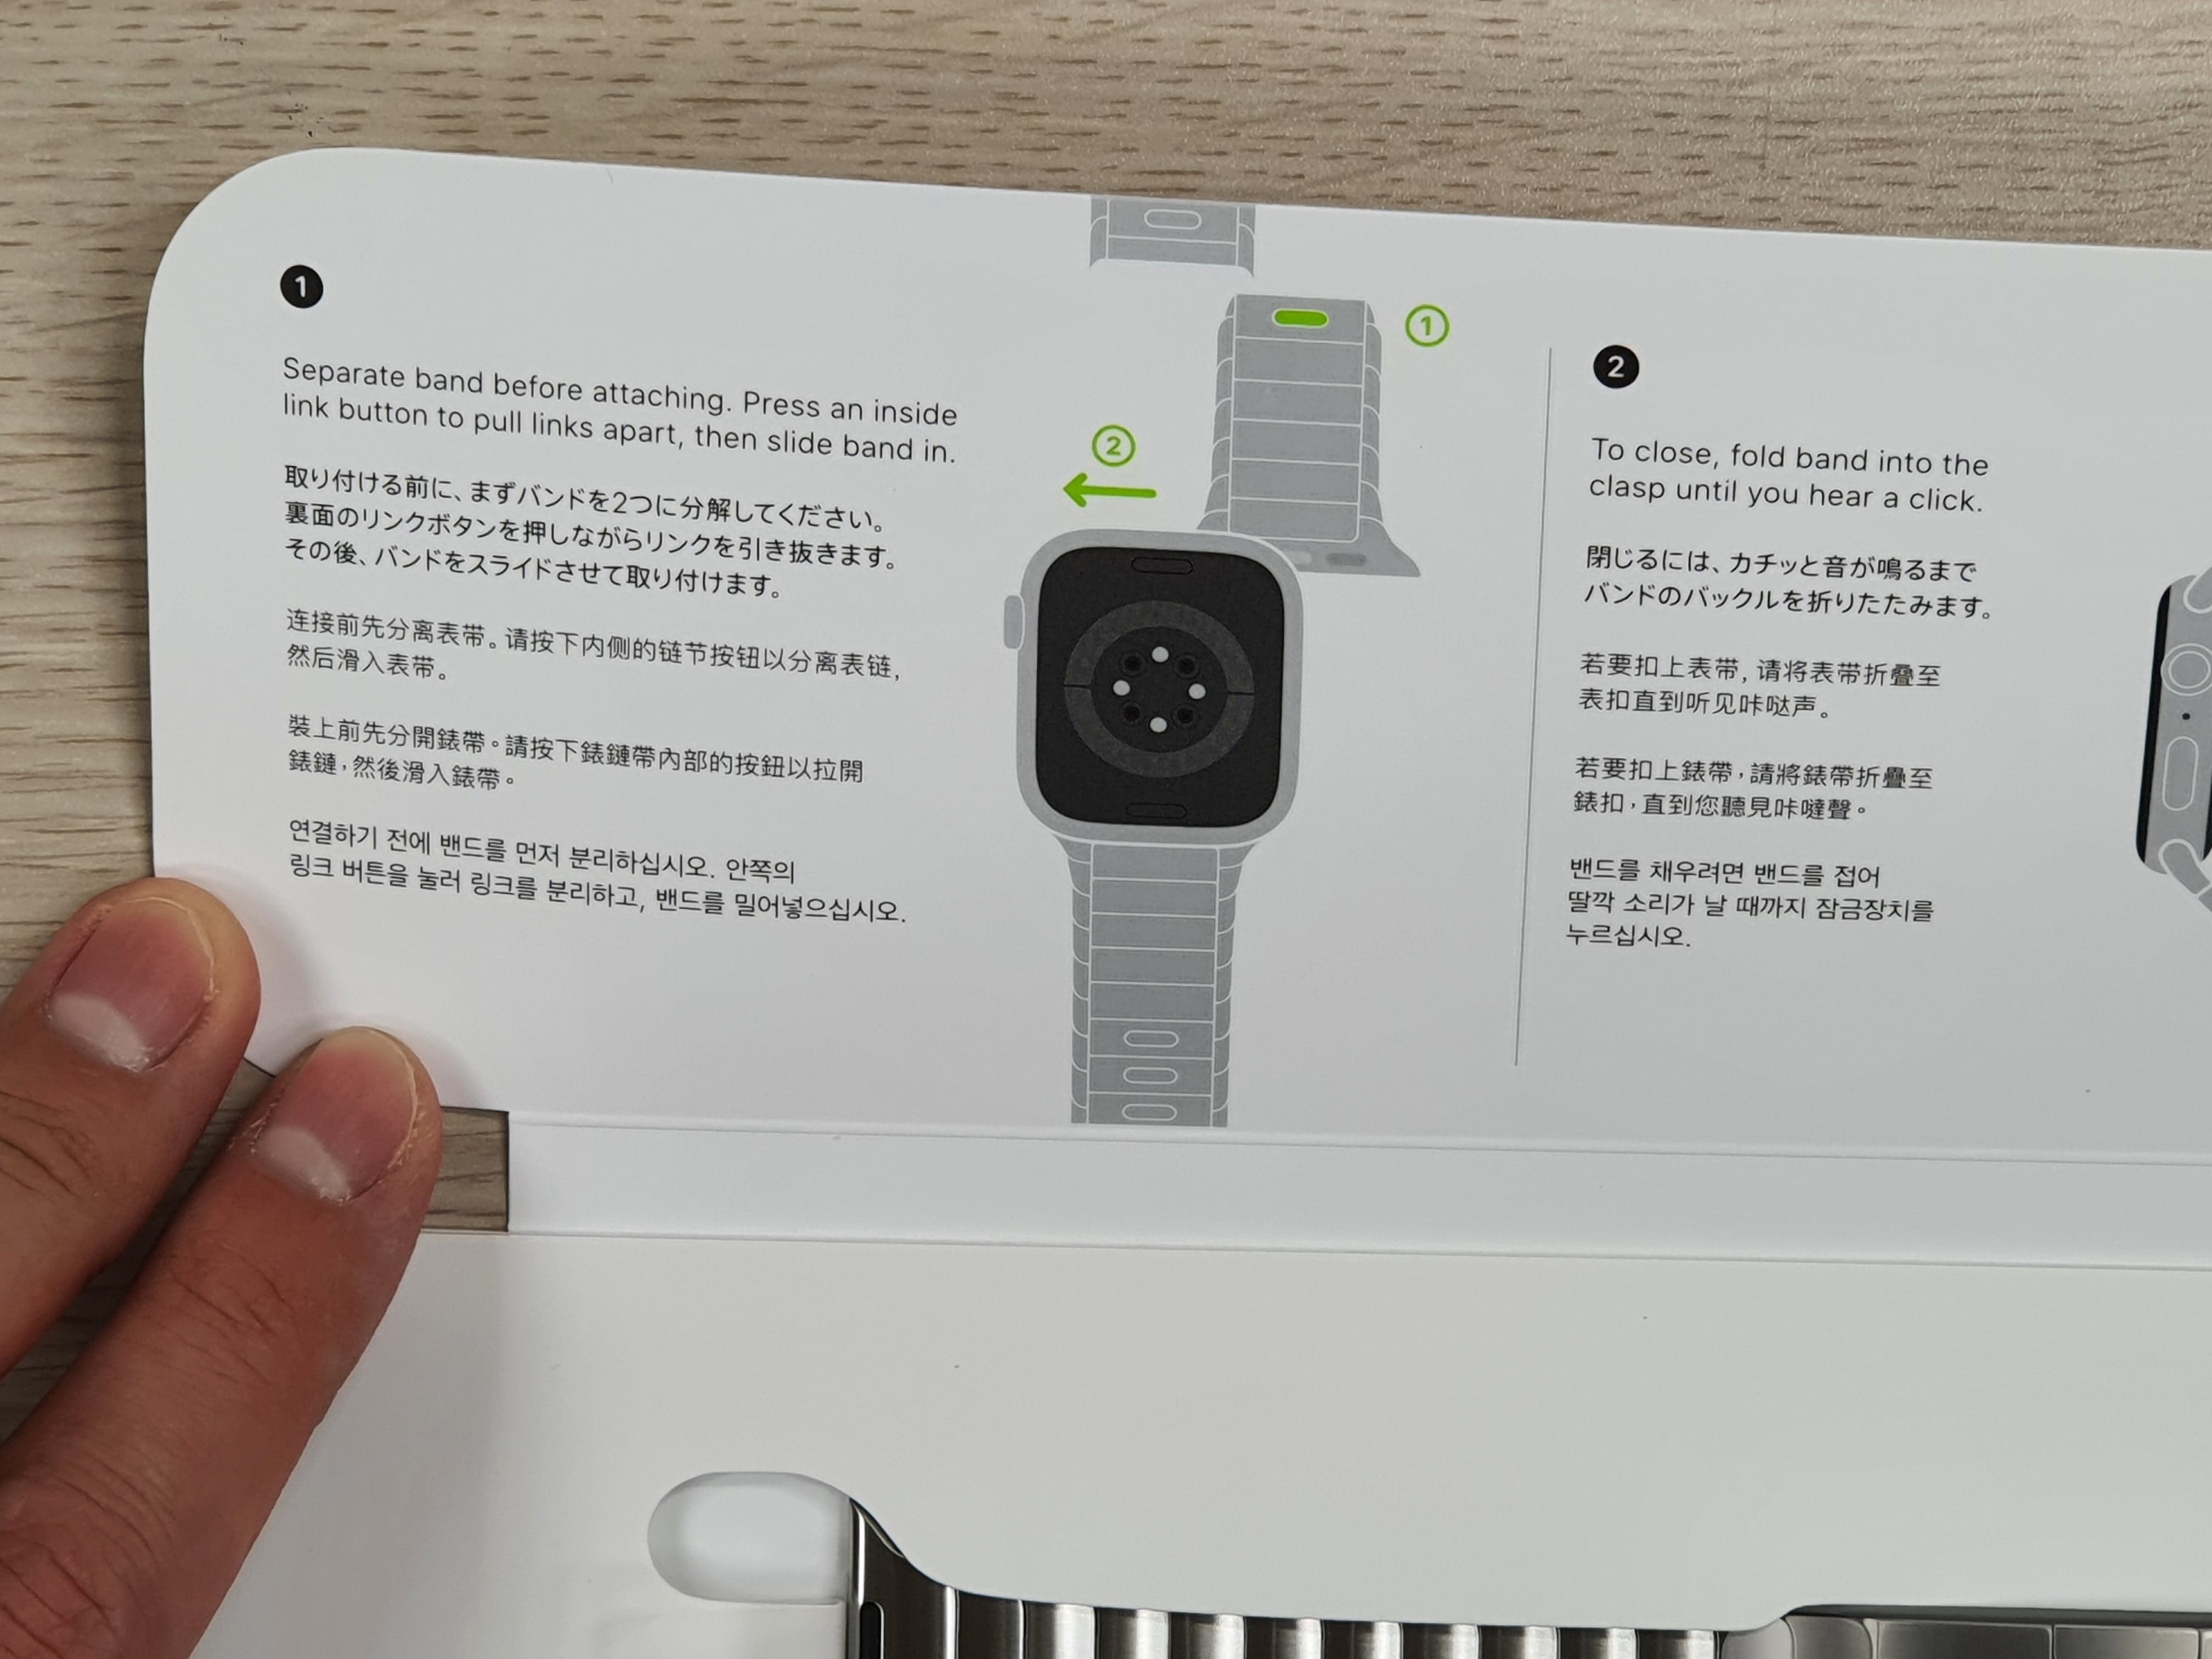 1
Separate band before attaching. Press an inside
link button to pull links apart, then slide band in.
取り付ける前に、まずバンドを2つに分解してください。
裏面のリンクボタンを押しながらリンクを引き抜きます。
その後、バンドをスライドさせて取り付けます。
连接前先分离表带。请按下内侧的链节按钮以分离表链,
然后滑入表带。
裝上前先分開錶帶。請按下錶鏈帶內部的按鈕以拉開
錶鏈,然後滑入錶帶。
연결하기 전에 밴드를 먼저 분리하십시오. 안쪽의
링크 버튼을 눌러 링크를 분리하고, 밴드를 밀어넣으십시오.
1
2
2
To close, fold band into the
clasp until you hear a click.
閉じるには、カチッと音が鳴るまで
バンドのバックルを折りたたみます。
若要扣上表带, 请将表带折叠至
表扣直到听见咔哒声。
若要扣上錶帶,請將錶帶折疊至
錶扣,直到您聽見咔噠聲。
밴드를 채우려면 밴드를 접어
딸깍 소리가 날 때까지 잠금장치를
누르십시오.